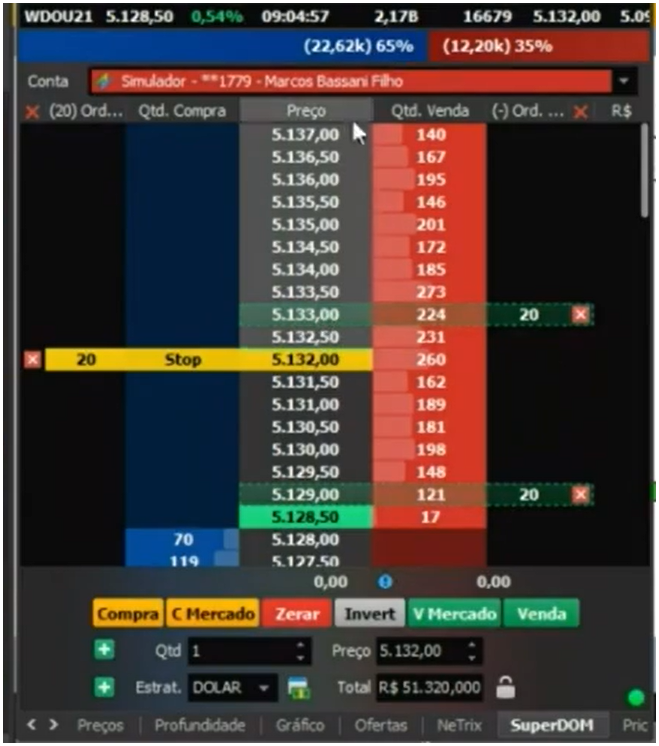 WDOU21 5.128,50 0,54% 09:04:57 2,17B 16679 5.132,00 5.09
(22,62k) 65% (12,20k) 35%
Conta Simulador - **1779 - Marcos Bassani Filho
(20) Ord... Qtd. Compra Preço Qtd. Venda (-) Ord. ... R$
5.137,00 140
5.136,50 167
5.136,00 195
5.135,50 146
5.135,00 201
5.134,50 172
5.134,00 185
5.133,50 273
5.133,00 224 20
5.132,50 231
20 Stop 5.132,00 260
5.131,50 162
5.131,00 189
5.130,50 181
5.130,00 198
5.129,50 148
5.129,00 121 20
5.128,50 17
70 5.128,00
119 5.127,50
0,00 0,00
Compra C Mercado Zerar Invert V Mercado Venda
Qtd 1 Preço 5.132,00
Estrat. DOLAR Total R$ 51.320,000
< > Preços Profundidade Gráfico Ofertas NeTrix SuperDOM Pric